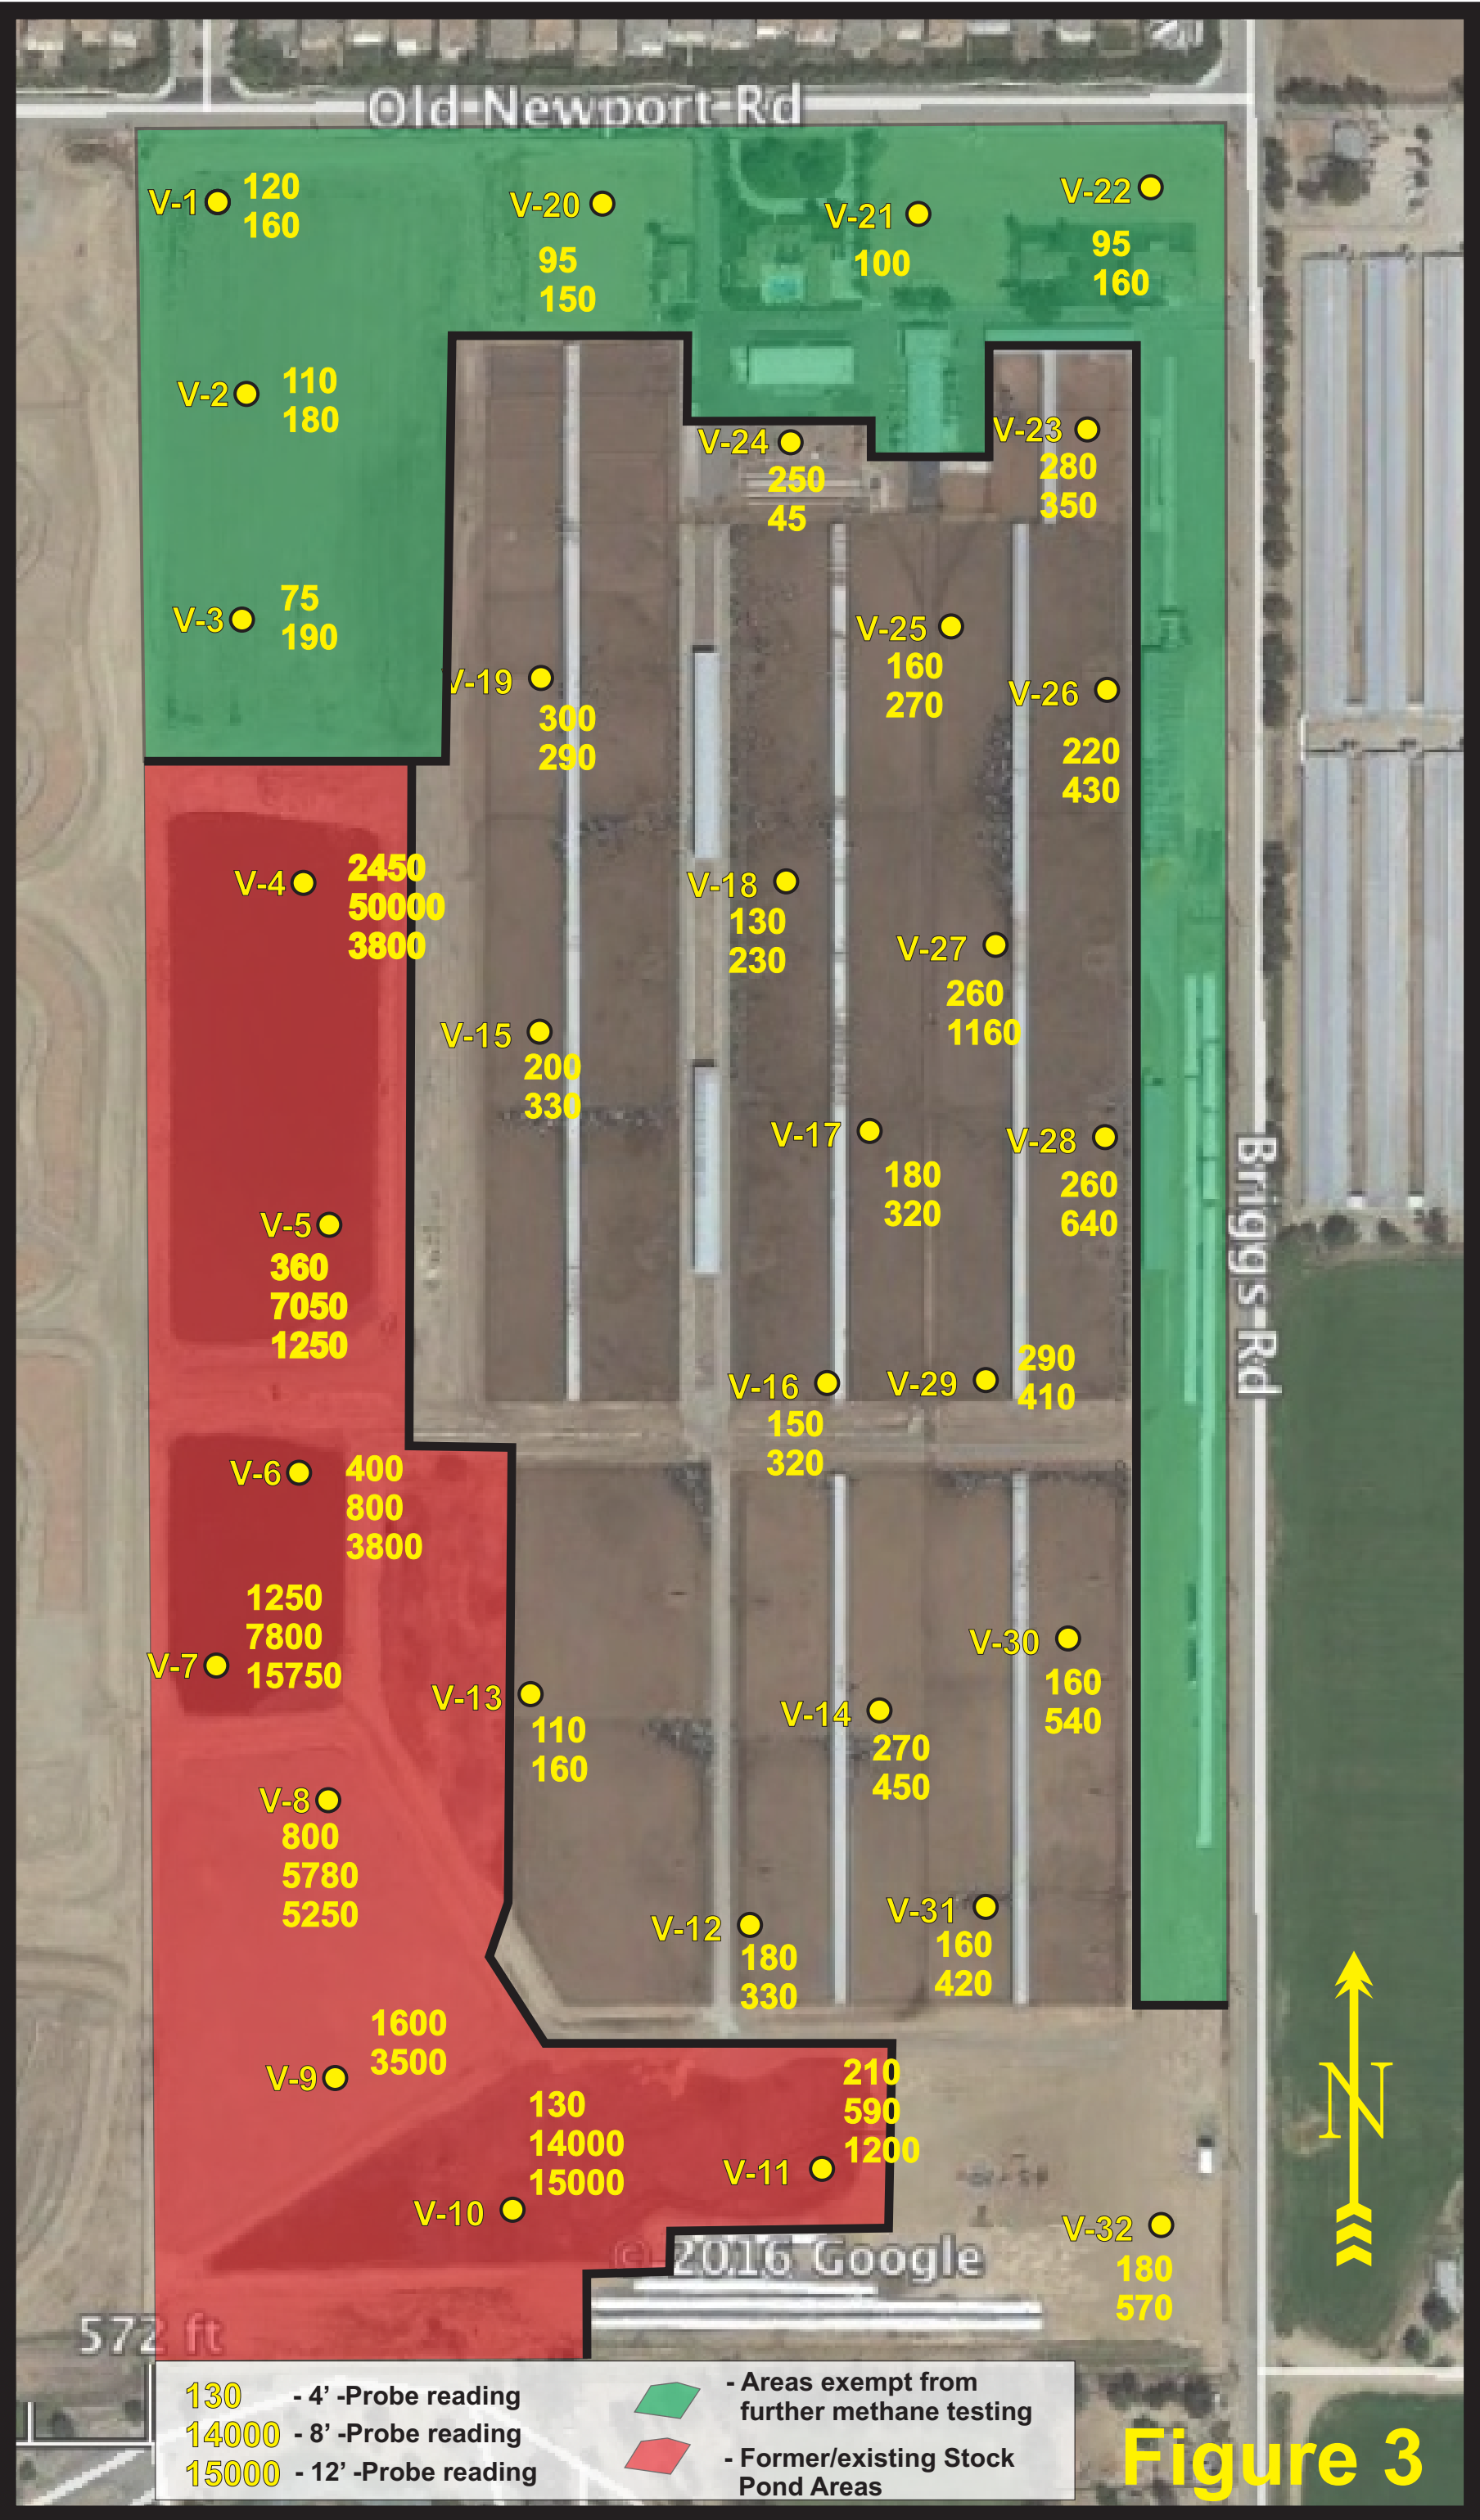 Old Newport Rd
V-1
120
160
V-20
95
150
V-21
100
V-22
95
160
V-2
110
180
V-24
250
45
V-23
280
350
V-3
75
190
V-19
300
290
V-25
160
270
V-26
220
430
V-4
2450
50000
3800
V-18
130
230
V-27
260
1160
V-15
200
330
V-17
180
320
V-28
260
640
Briggs Rd
V-5
360
7050
1250
V-16
150
320
V-29
290
410
V-6
400
800
3800
V-7
1250
7800
15750
V-13
110
160
V-14
270
450
V-30
160
540
V-8
800
5780
5250
V-12
180
330
V-31
160
420
V-9
1600
3500
V-10
130
14000
15000
V-11
210
590
1200
N
V-32
180
570
© 2016 Google
572 ft
130 - 4’ -Probe reading
14000 - 8’ -Probe reading
15000 - 12’ -Probe reading
- Areas exempt from
further methane testing
- Former/existing Stock
Pond Areas
Figure 3